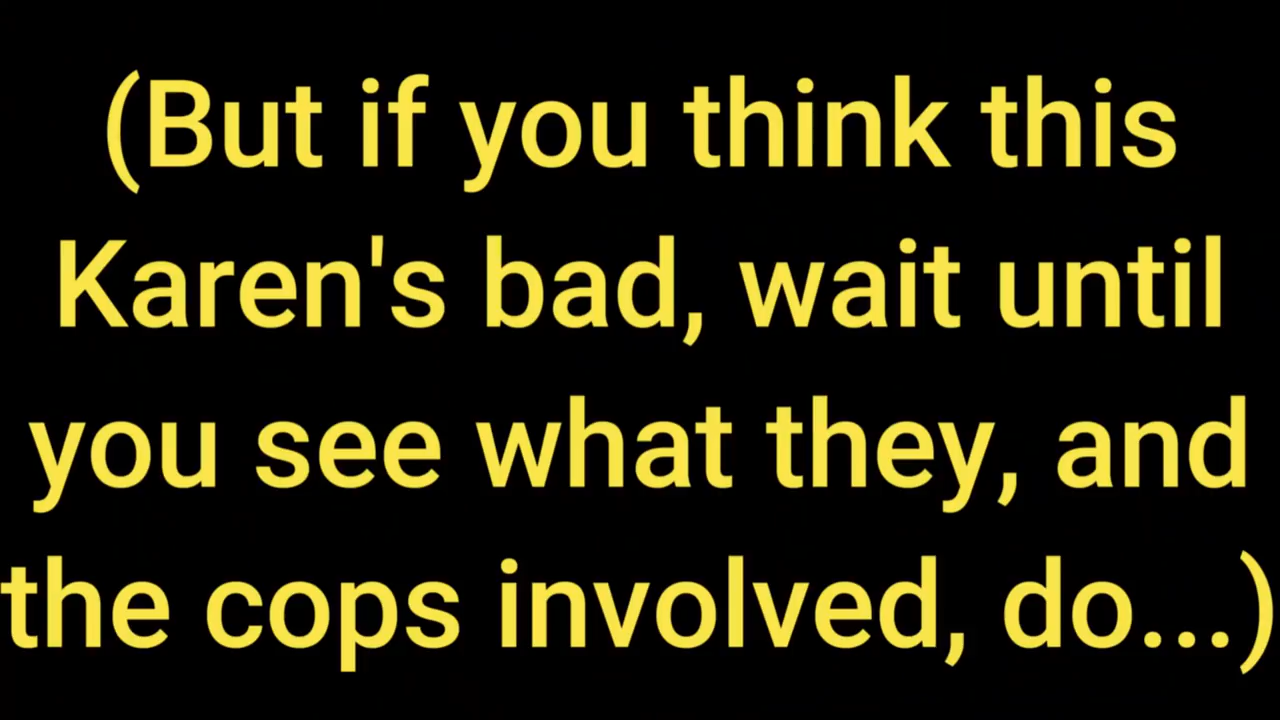 (But if you think this
Karen's bad, wait until
you see what they, and
the cops involved, do...)